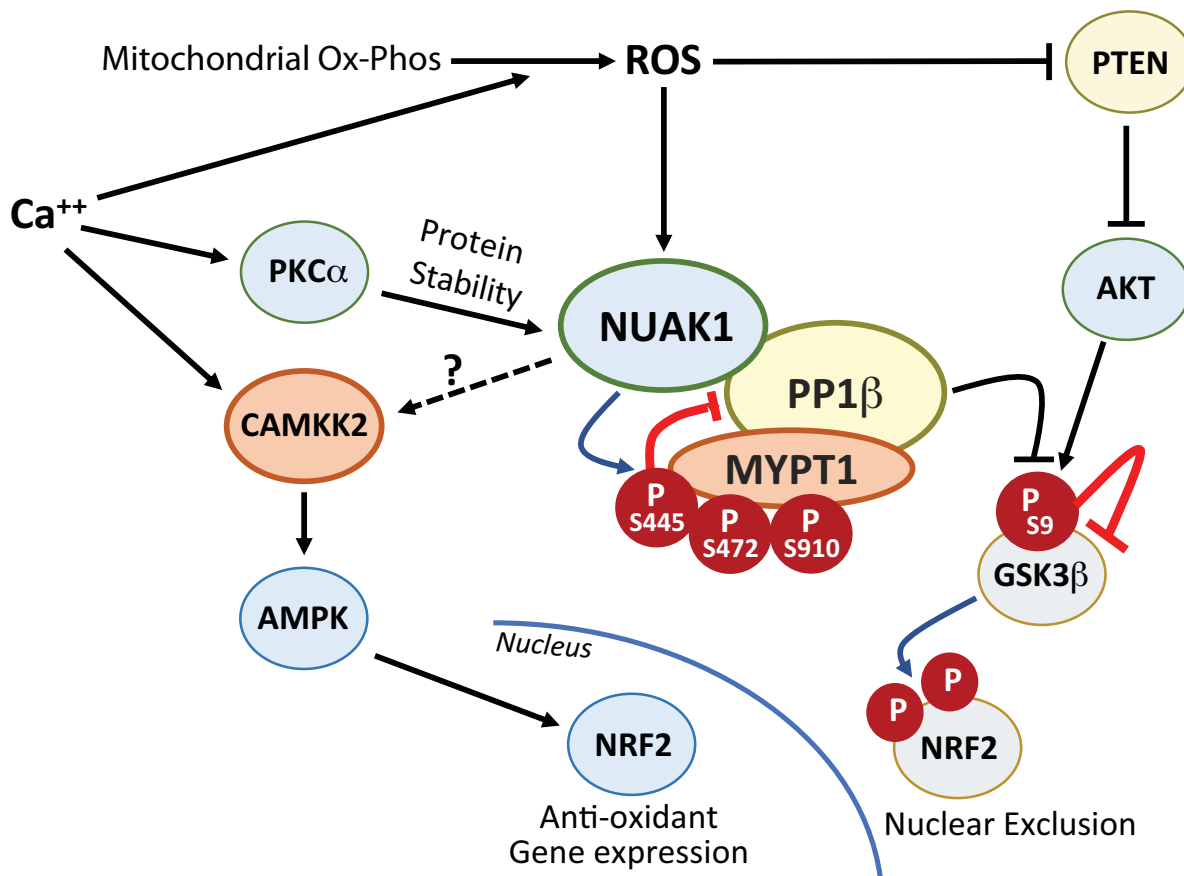 Mitochondrial Ox-Phos
ROS
PTEN
Ca++
PKCα
Protein
Stability
NUAK1
AKT
?
CAMKK2
PP1β
MYPT1
P
S445
P
S472
P
S910
P
S9
GSK3β
AMPK
Nucleus
P
P
NRF2
NRF2
Anti-oxidant
Gene expression
Nuclear Exclusion